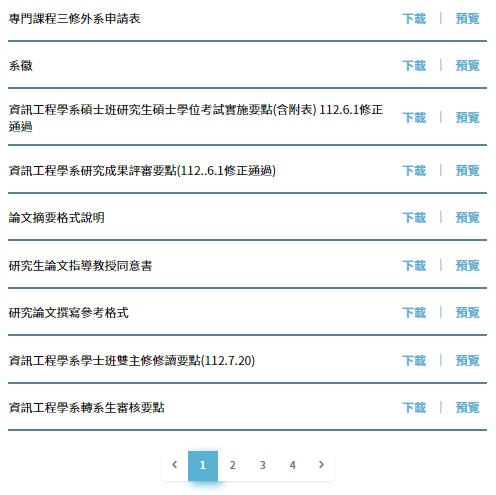 專門課程三修外系申請表 下載 | 預覽
系徽 下載 | 預覽
資訊工程學系碩士班研究生碩士學位考試實施要點(含附表) 112.6.1修正
通過 下載 | 預覽
資訊工程學系研究成果評審要點(112..6.1修正通過) 下載 | 預覽
論文摘要格式說明 下載 | 預覽
研究生論文指導教授同意書 下載 | 預覽
研究論文撰寫參考格式 下載 | 預覽
資訊工程學系學士班雙主修修讀要點(112.7.20) 下載 | 預覽
資訊工程學系轉系生審核要點 下載 | 預覽
‹ 1 2 3 4 ›